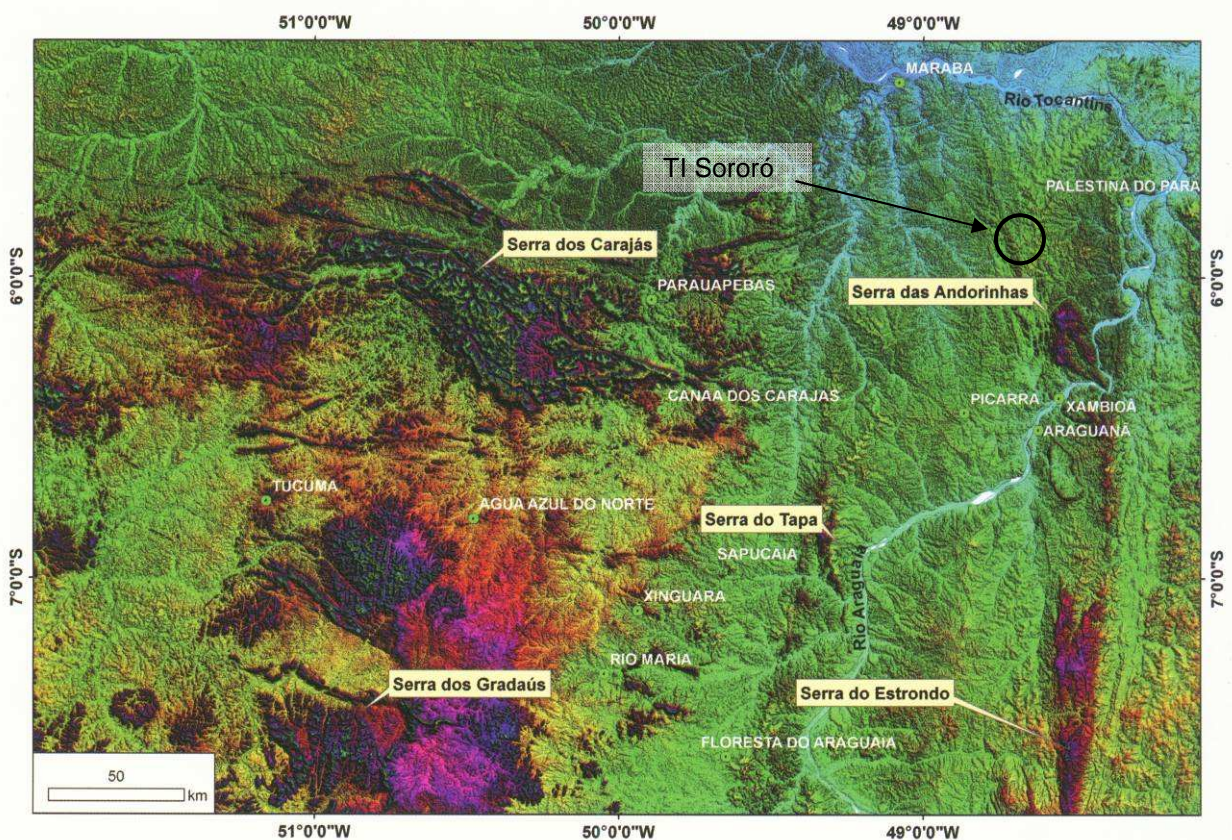 51°0'0"W
50°0'0"W
49°0'0"W
MARABA
Rio Tocantins
TI Sororó
PALESTINA DO PARA
Serra dos Carajás
6°0'0"S
6°0'0"S
PARAUAPEBAS
Serra das Andorinhas
CANAA DOS CARAJAS
PICARRA
XAMBIOÁ
ARAGUANÃ
TUCUMA
AGUA AZUL DO NORTE
Serra do Tapa
SAPUCAIA
7°0'0"S
7°0'0"S
XINGUARA
Rio Araguaia
RIO MARIA
Serra dos Gradaús
Serra do Estrondo
FLORESTA DO ARAGUAIA
50
km
51°0'0"W
50°0'0"W
49°0'0"W